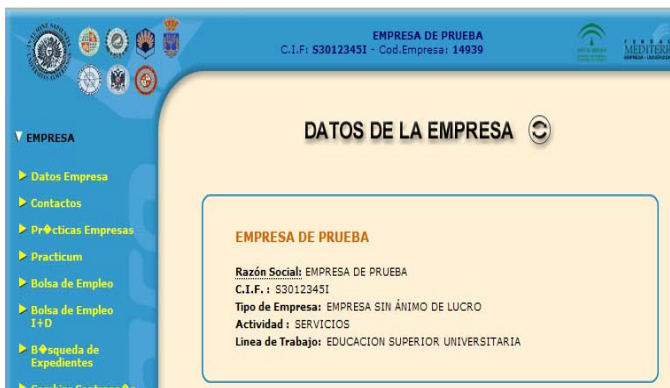 EMPRESA DE PRUEBA
C.I.F: S3012345I - Cod.Empresa: 14939
EMPRESA
Datos Empresa
Contactos
Pr�cticas Empresas
Practicum
Bolsa de Empleo
Bolsa de Empleo
I+D
B�squeda de
Expedientes
DATOS DE LA EMPRESA
EMPRESA DE PRUEBA
Razón Social: EMPRESA DE PRUEBA
C.I.F. : S3012345I
Tipo de Empresa: EMPRESA SIN ÁNIMO DE LUCRO
Actividad : SERVICIOS
Linea de Trabajo: EDUCACION SUPERIOR UNIVERSITARIA